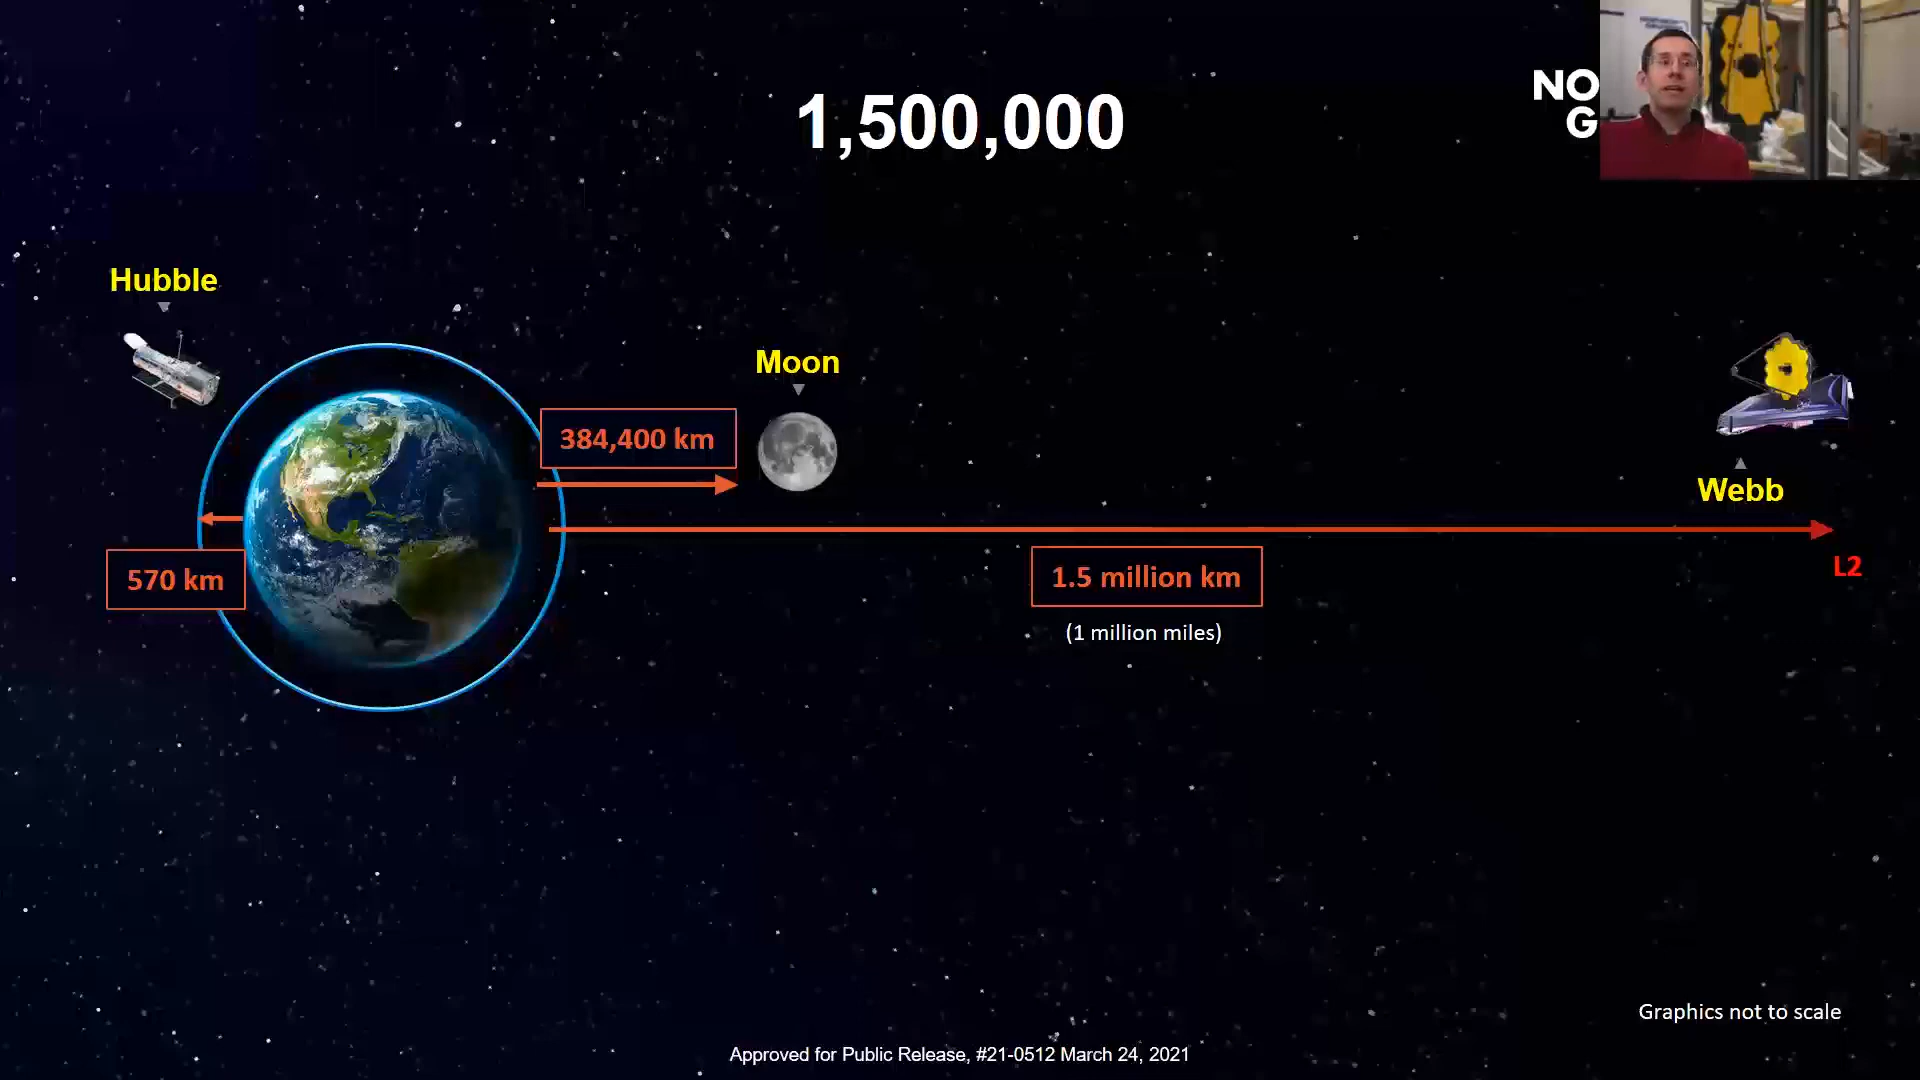 1,500,000
NO
G
Hubble
Moon
384,400 km
Webb
570 km
1.5 million km
L2
(1 million miles)
Graphics not to scale
Approved for Public Release, #21-0512 March 24, 2021